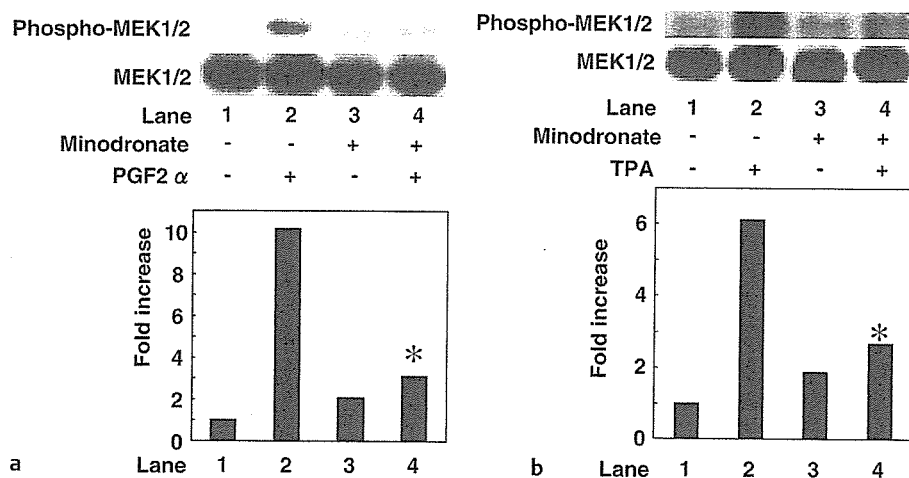 Phospho-MEK1/2
MEK1/2
Lane 1 2 3 4
Minodronate - - + +
PGF2 α - + - +
Fold increase
10
8
6
4
2
0
*
a
Lane 1 2 3 4
Phospho-MEK1/2
MEK1/2
Lane 1 2 3 4
Minodronate - - + +
TPA - + - +
Fold increase
6
4
2
0
*
b
Lane 1 2 3 4